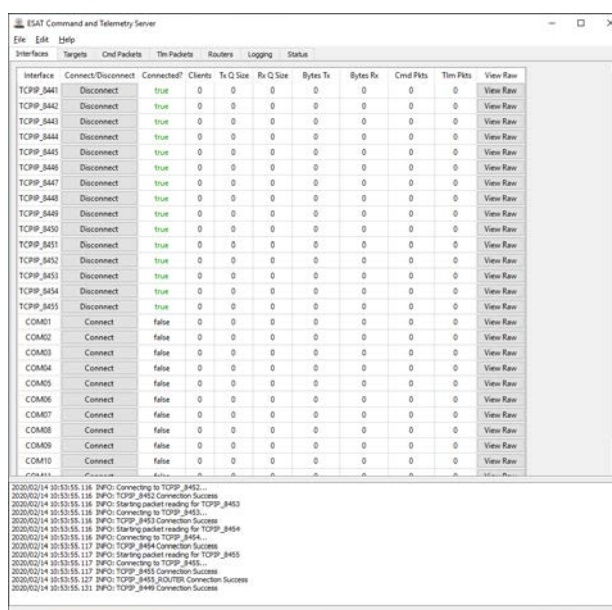 ESAT Command and Telemetry Server
File Edit Help
Interfaces Targets Cmd Packets Tlm Packets Routers Logging Status
Interface Connect/Disconnect Connected? Clients Tx Q Size Rx Q Size Bytes Tx Bytes Rx Cmd Pkts Tlm Pkts View Raw
TCPIP_8441 Disconnect true 0 0 0 0 0 0 0 View Raw
TCPIP_8442 Disconnect true 0 0 0 0 0 0 0 View Raw
TCPIP_8443 Disconnect true 0 0 0 0 0 0 0 View Raw
TCPIP_8444 Disconnect true 0 0 0 0 0 0 0 View Raw
TCPIP_8445 Disconnect true 0 0 0 0 0 0 0 View Raw
TCPIP_8446 Disconnect true 0 0 0 0 0 0 0 View Raw
TCPIP_8447 Disconnect true 0 0 0 0 0 0 0 View Raw
TCPIP_8448 Disconnect true 0 0 0 0 0 0 0 View Raw
TCPIP_8449 Disconnect true 0 0 0 0 0 0 0 View Raw
TCPIP_8450 Disconnect true 0 0 0 0 0 0 0 View Raw
TCPIP_8451 Disconnect true 0 0 0 0 0 0 0 View Raw
TCPIP_8452 Disconnect true 0 0 0 0 0 0 0 View Raw
TCPIP_8453 Disconnect true 0 0 0 0 0 0 0 View Raw
TCPIP_8454 Disconnect true 0 0 0 0 0 0 0 View Raw
TCPIP_8455 Disconnect true 0 0 0 0 0 0 0 View Raw
COM01 Connect false 0 0 0 0 0 0 0 View Raw
COM02 Connect false 0 0 0 0 0 0 0 View Raw
COM03 Connect false 0 0 0 0 0 0 0 View Raw
COM04 Connect false 0 0 0 0 0 0 0 View Raw
COM05 Connect false 0 0 0 0 0 0 0 View Raw
COM06 Connect false 0 0 0 0 0 0 0 View Raw
COM07 Connect false 0 0 0 0 0 0 0 View Raw
COM08 Connect false 0 0 0 0 0 0 0 View Raw
COM09 Connect false 0 0 0 0 0 0 0 View Raw
COM10 Connect false 0 0 0 0 0 0 0 View Raw
2020/02/14 10:53:55.116 INFO: Connecting to TCPIP_8452...
2020/02/14 10:53:55.116 INFO: TCPIP_8452 Connection Success
2020/02/14 10:53:55.116 INFO: Starting packet reading for TCPIP_8453
2020/02/14 10:53:55.116 INFO: Connecting to TCPIP_8453...
2020/02/14 10:53:55.116 INFO: TCPIP_8453 Connection Success
2020/02/14 10:53:55.116 INFO: Starting packet reading for TCPIP_8454
2020/02/14 10:53:55.116 INFO: Connecting to TCPIP_8454...
2020/02/14 10:53:55.117 INFO: TCPIP_8454 Connection Success
2020/02/14 10:53:55.117 INFO: Starting packet reading for TCPIP_8455
2020/02/14 10:53:55.117 INFO: Connecting to TCPIP_8455...
2020/02/14 10:53:55.117 INFO: TCPIP_8455 Connection Success
2020/02/14 10:53:55.127 INFO: TCPIP_8455_ROUTER Connection Success
2020/02/14 10:53:55.131 INFO: TCPIP_8449 Connection Success